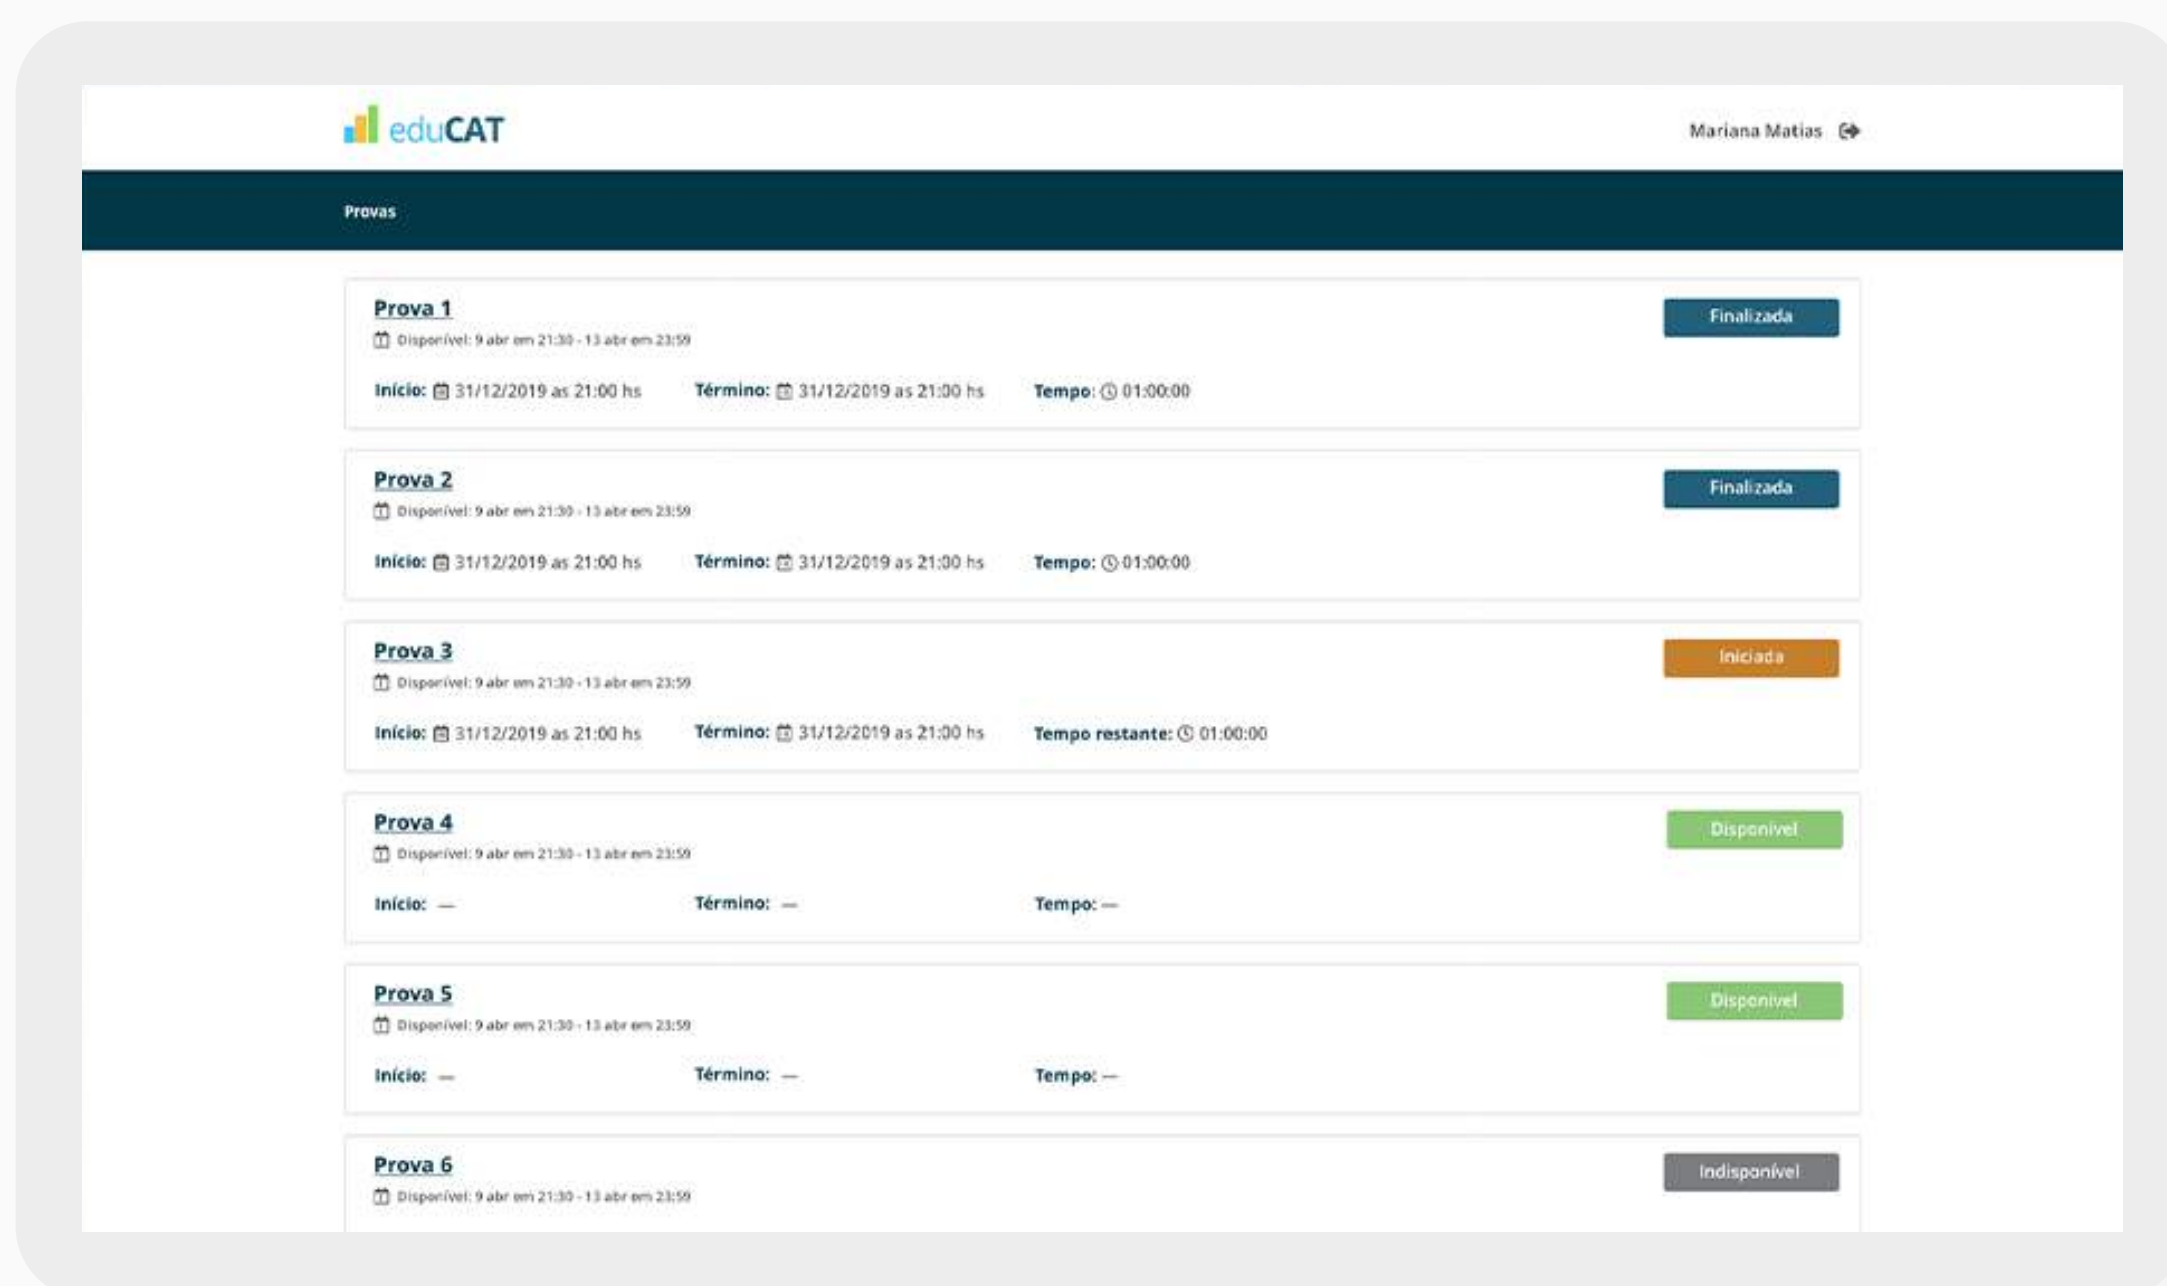 eduCAT
Mariana Matias
Provas
Prova 1
Finalizada
Disponível: 9 abr em 21:30 - 13 abr em 23:59
Início: 31/12/2019 as 21:00 hs Término: 31/12/2019 as 21:00 hs Tempo: 01:00:00
Prova 2
Finalizada
Disponível: 9 abr em 21:30 - 13 abr em 23:59
Início: 31/12/2019 as 21:00 hs Término: 31/12/2019 as 21:00 hs Tempo: 01:00:00
Prova 3
Iniciada
Disponível: 9 abr em 21:30 - 13 abr em 23:59
Início: 31/12/2019 as 21:00 hs Término: 31/12/2019 as 21:00 hs Tempo restante: 01:00:00
Prova 4
Disponível
Disponível: 9 abr em 21:30 - 13 abr em 23:59
Início: — Término: — Tempo: —
Prova 5
Disponível
Disponível: 9 abr em 21:30 - 13 abr em 23:59
Início: — Término: — Tempo: —
Prova 6
Indisponível
Disponível: 9 abr em 21:30 - 13 abr em 23:59